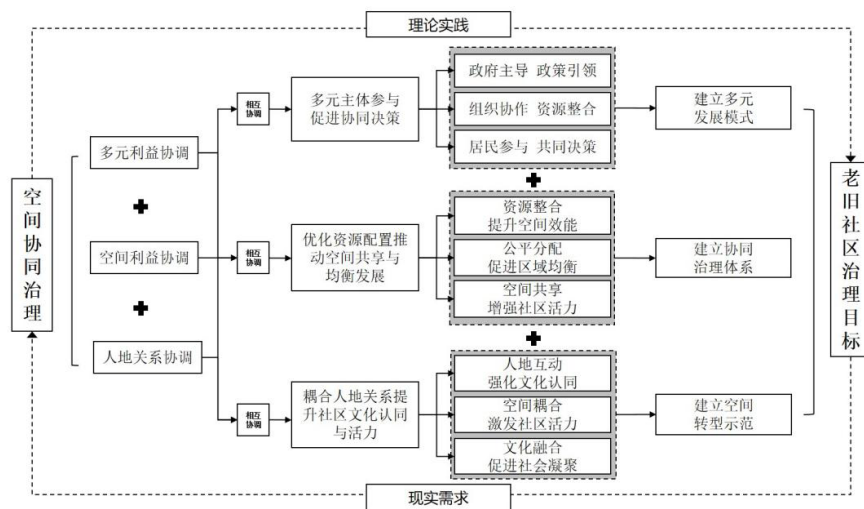 理论实践
空间协同治理
多元利益协调
空间利益协调
人地关系协调
相互
协调
多元主体参与
促进协同决策
政府主导 政策引领
组织协作 资源整合
居民参与 共同决策
建立多元
发展模式
相互
协调
优化资源配置推
动空间共享与
均衡发展
资源整合
提升空间效能
公平分配
促进区域均衡
空间共享
增强社区活力
建立协同
治理体系
相互
协调
耦合人地关系提
升社区文化认同
与活力
人地互动
强化文化认同
空间耦合
激发社区活力
文化融合
促进社会凝聚
建立空间
转型示范
老旧社区治理目标
现实需求